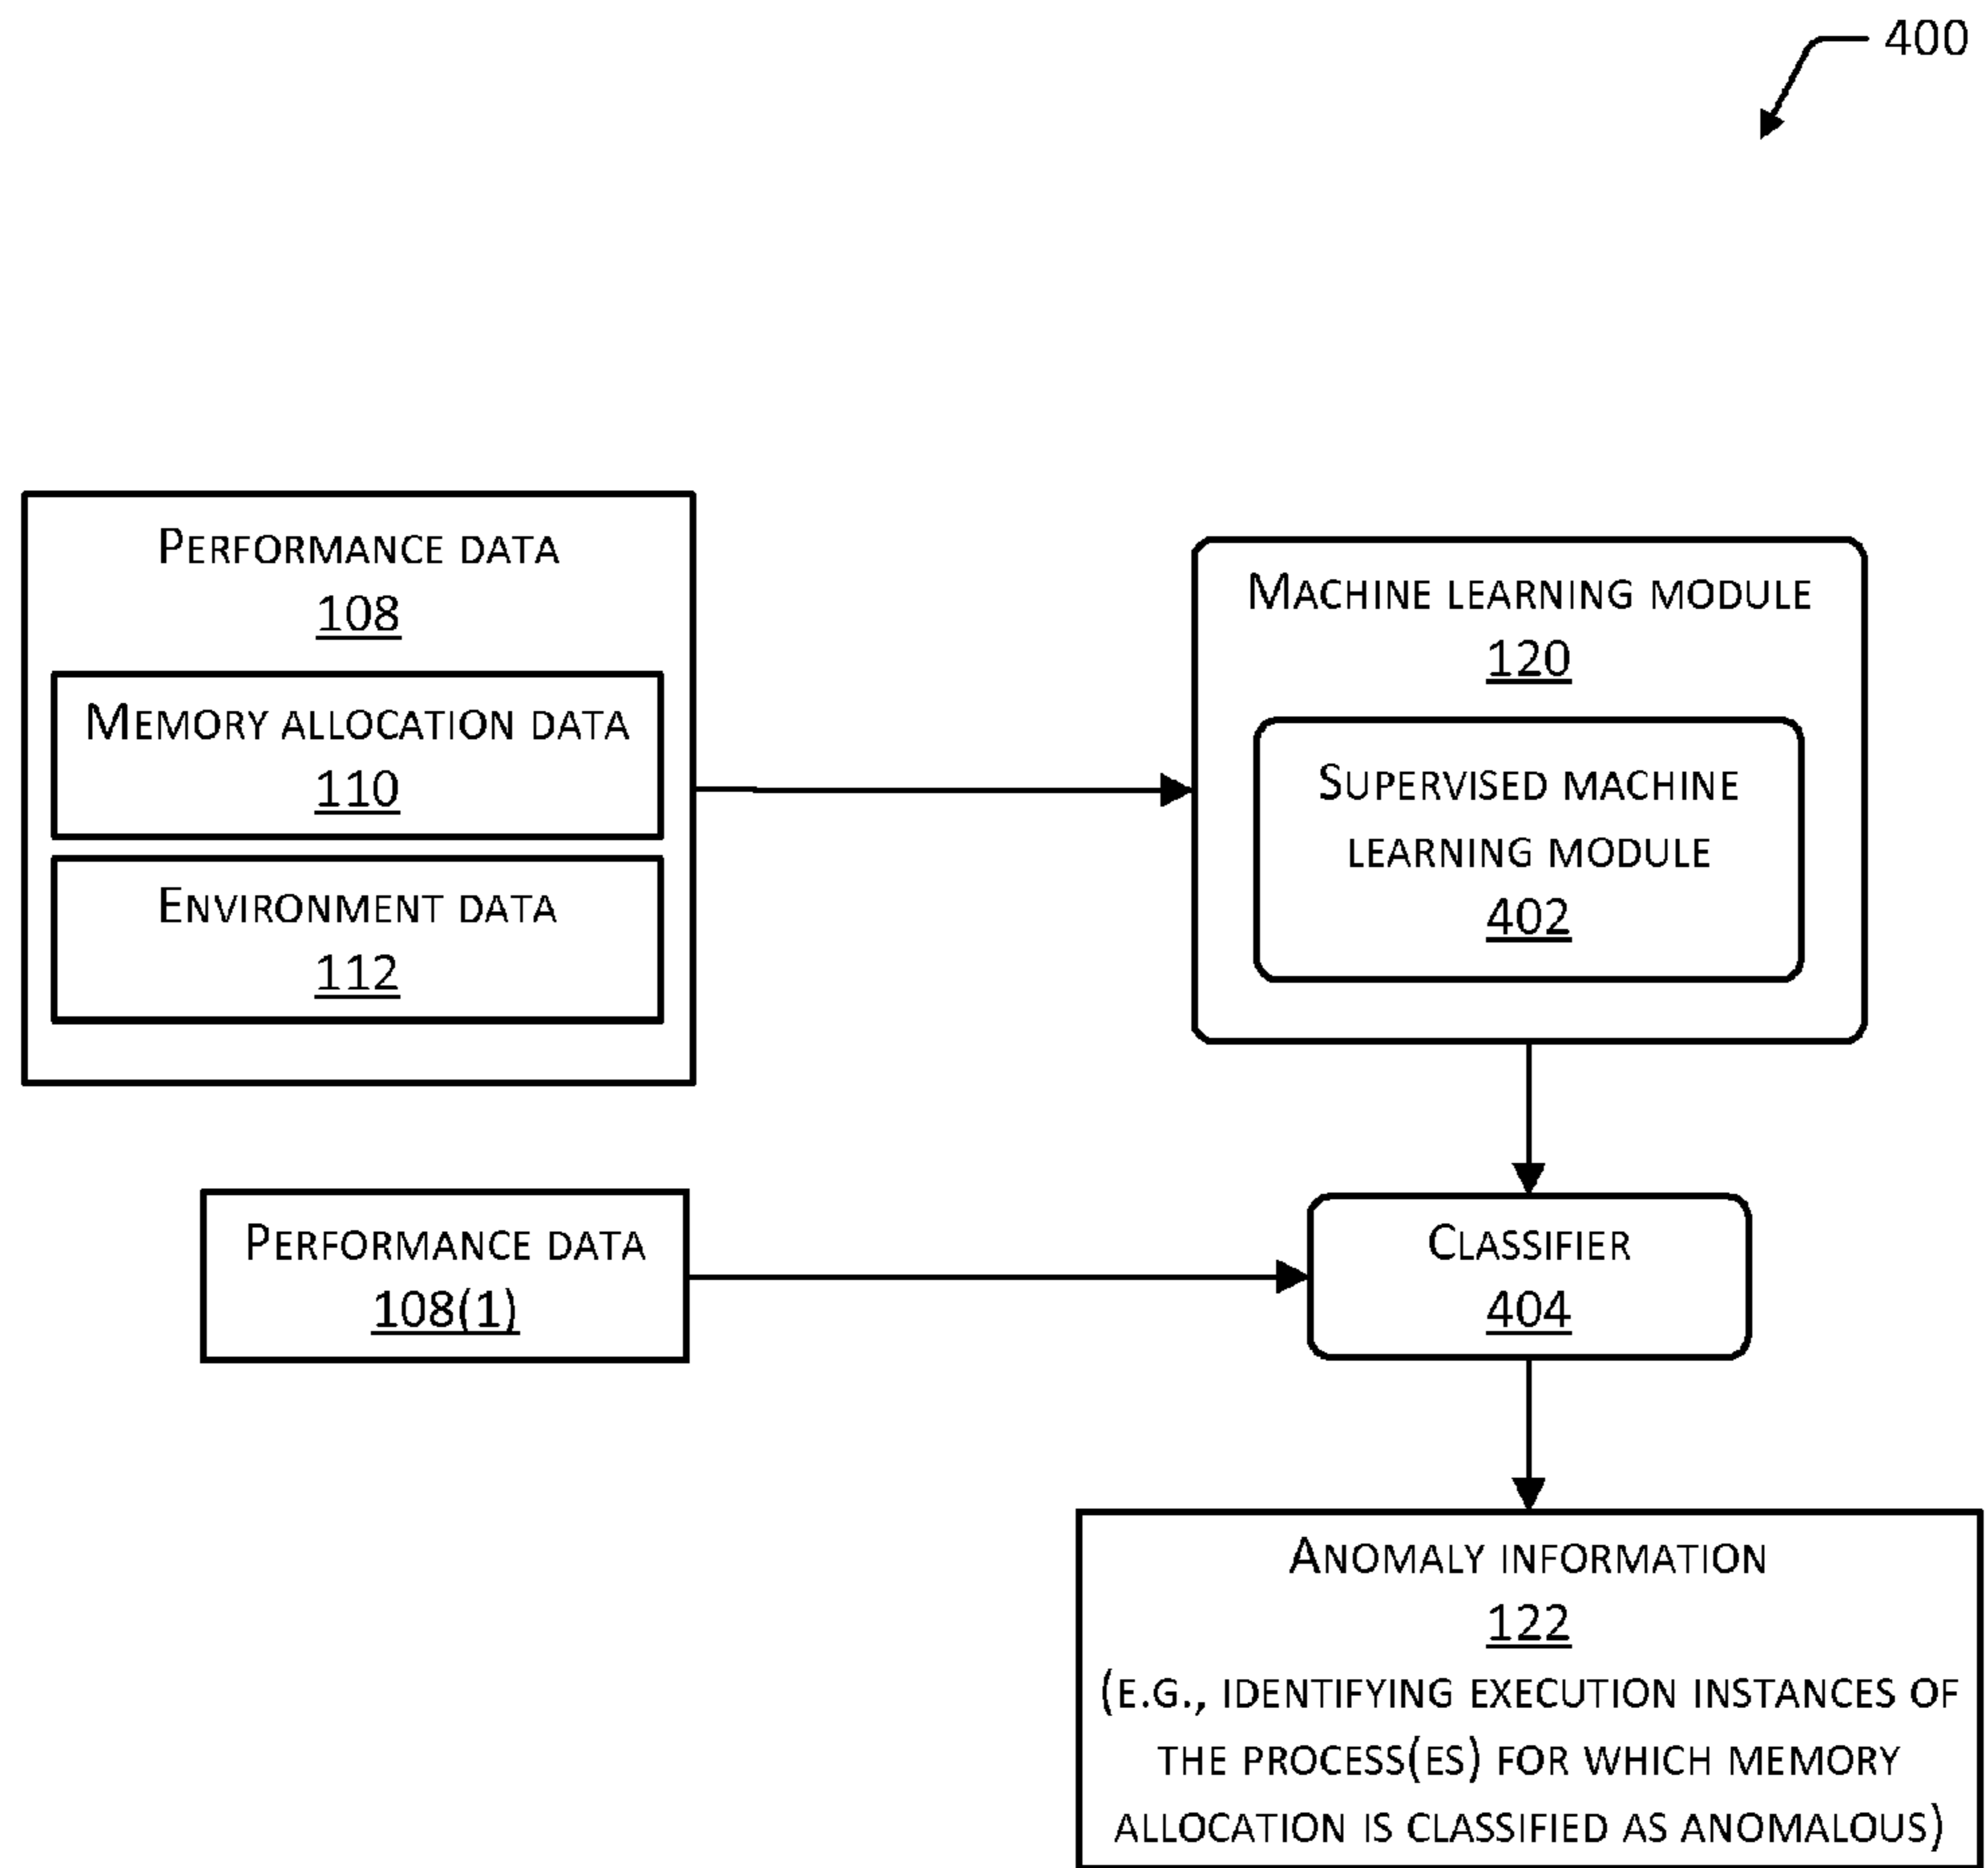 400
PERFORMANCE DATA
108
MEMORY ALLOCATION DATA
110
ENVIRONMENT DATA
112
MACHINE LEARNING MODULE
120
SUPERVISED MACHINE
LEARNING MODULE
402
PERFORMANCE DATA
108(1)
CLASSIFIER
404
ANOMALY INFORMATION
122
(E.G., IDENTIFYING EXECUTION INSTANCES OF
THE PROCESS(ES) FOR WHICH MEMORY
ALLOCATION IS CLASSIFIED AS ANOMALOUS)